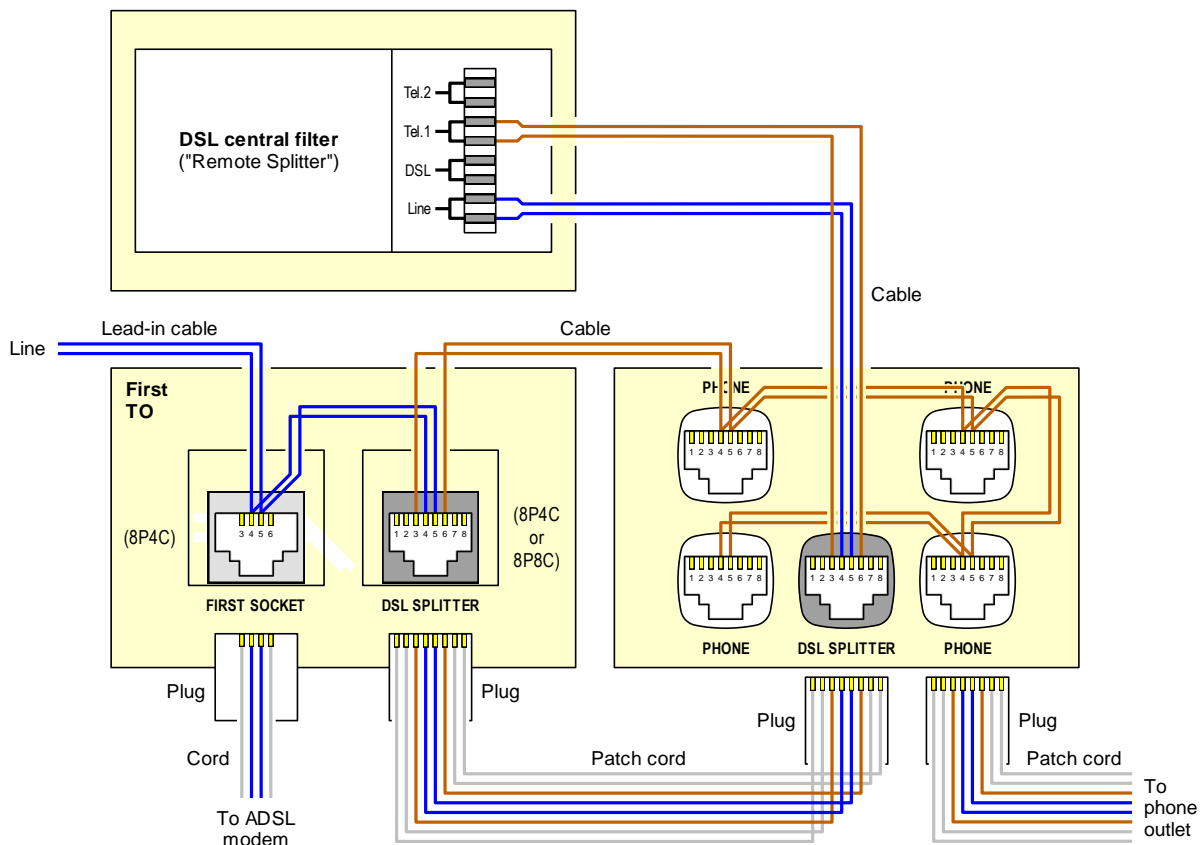 Tel.2
Tel.1
DSL
Line
DSL central filter
("Remote Splitter")
Cable
Lead-in cable
Cable
Line
First
TO
PHONE
PHONE
1 2 3 4 5 6 7 8
1 2 3 4 5 6 7 8
(8P4C)
3 4 5 6
1 2 3 4 5 6 7 8
(8P4C
or
8P8C)
1 2 3 4 5 6 7 8
1 2 3 4 5 6 7 8
1 2 3 4 5 6 7 8
FIRST SOCKET
DSL SPLITTER
PHONE
DSL SPLITTER
PHONE
Plug
Plug
Plug
Plug
Cord
Patch cord
Patch cord
To ADSL
modem
To
phone
outlet